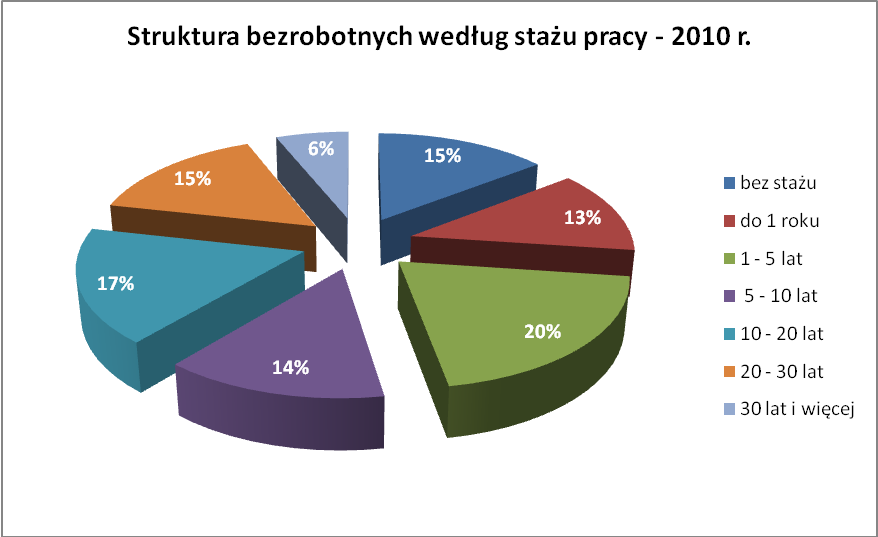 Struktura bezrobotnych według stażu pracy - 2010 r.
6%
15%
15%
13%
17%
20%
14%
bez stażu
do 1 roku
1 - 5 lat
5 - 10 lat
10 - 20 lat
20 - 30 lat
30 lat i więcej